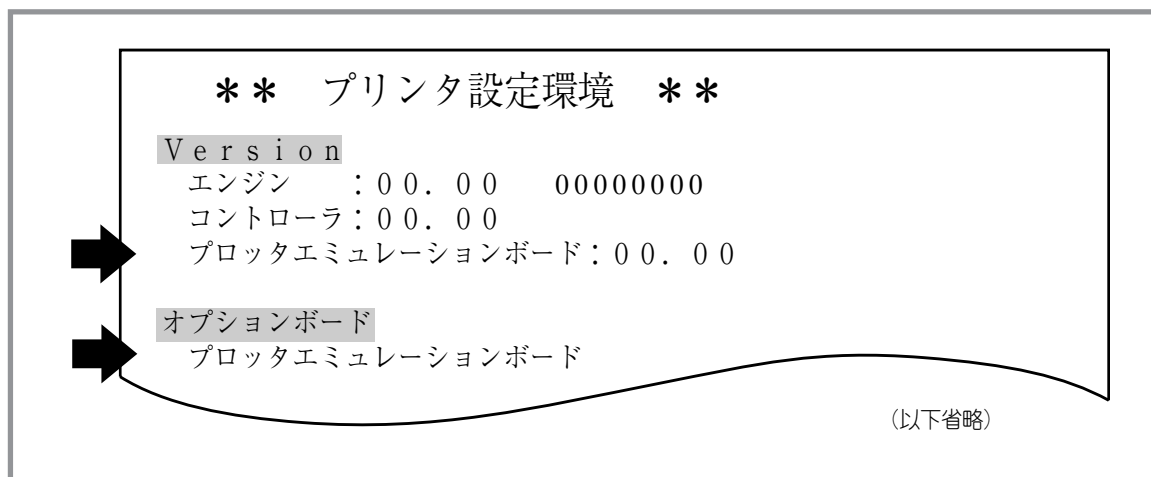 ＊＊　プリンタ設定環境　＊＊
Ｖｅｒｓｉｏｎ
エンジン　　：００．００　　00000000
コントローラ：００．００
プロッタエミュレーションボード：００．００
オプションボード
プロッタエミュレーションボード
（以下省略）